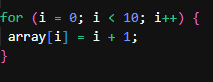 for (i = 0; i < 10; i++) {
 array[i] = i + 1;
}